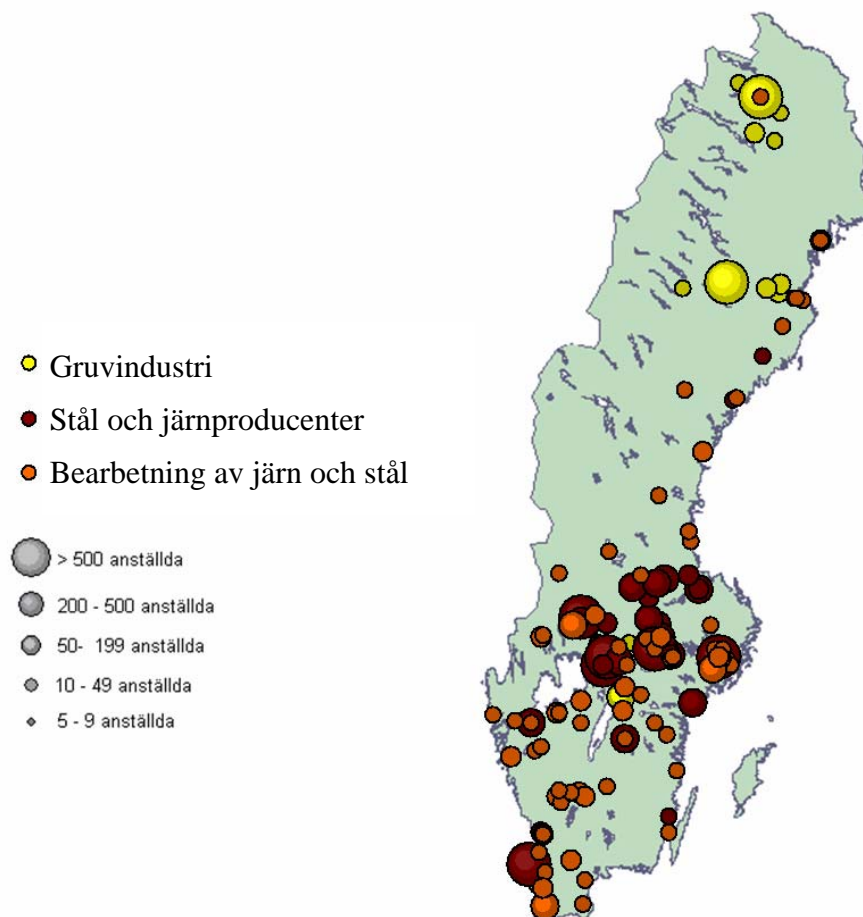 Gruvindustri
Stål och järnproducenter
Bearbetning av järn och stål
> 500 anställda
200 - 500 anställda
50- 199 anställda
10 - 49 anställda
5 - 9 anställda